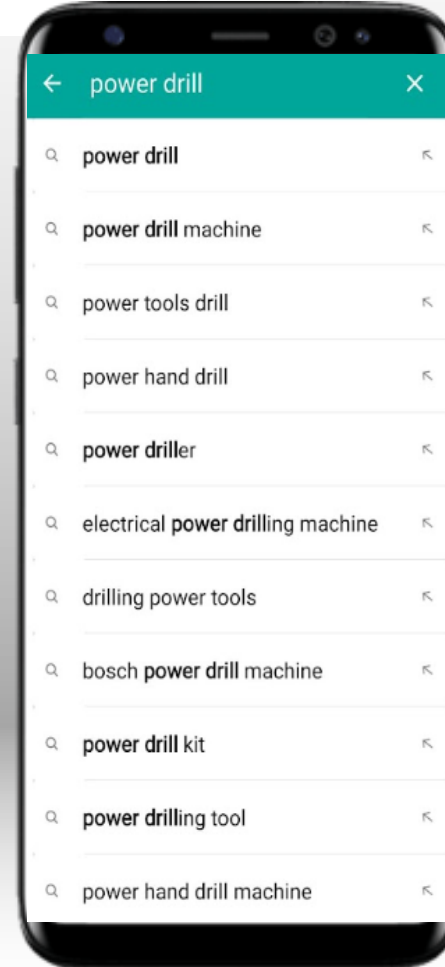 power drill
power drill
power drill machine
power tools drill
power hand drill
power driller
electrical power drilling machine
drilling power tools
bosch power drill machine
power drill kit
power drilling tool
power hand drill machine